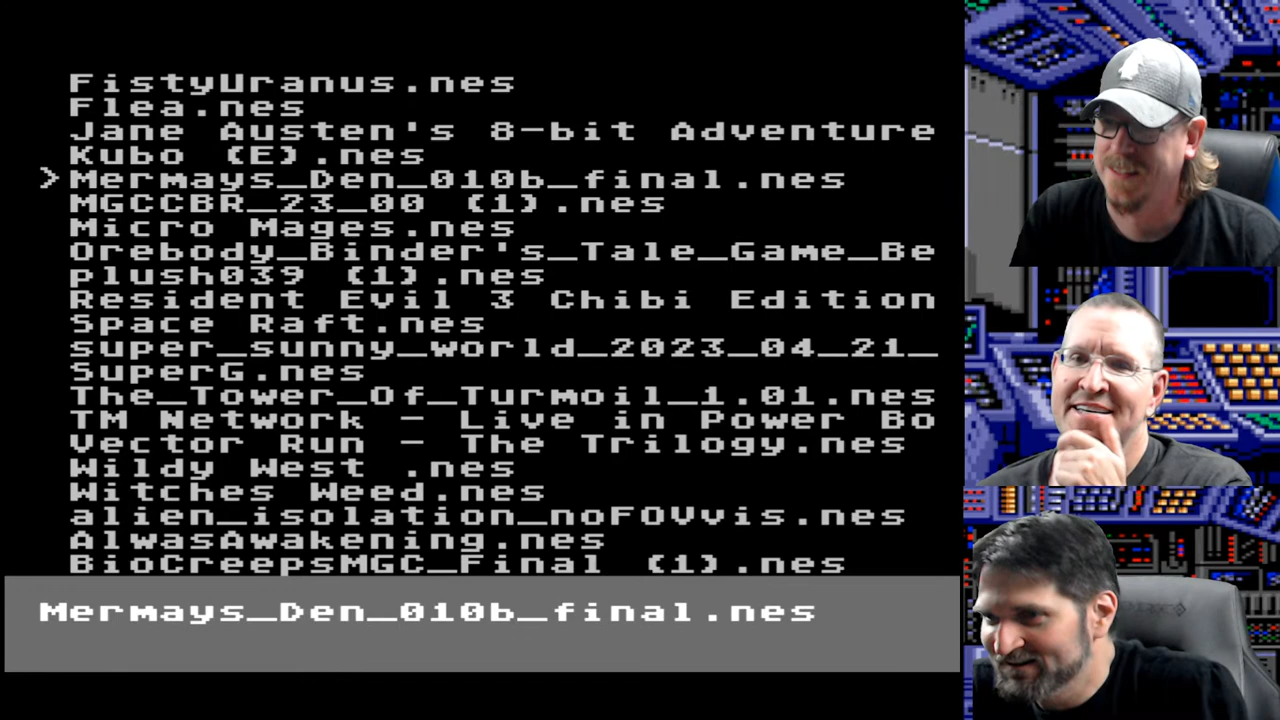 FistyUranus.nes
Flea.nes
Jane Austen's 8-bit Adventure
Kubo (E).nes
>Mermays_Den_010b_final.nes
MGCCBR_23_00 (1).nes
Micro Mages.nes
Orebody_Binder's_Tale_Game_Be
plush039 (1).nes
Resident Evil 3 Chibi Edition
Space Raft.nes
super_sunny_world_2023_04_21_
SuperG.nes
The_Tower_Of_Turmoil_1.01.nes
TM Network - Live in Power Bo
Vector Run - The Trilogy.nes
Wildy West .nes
Witches Weed.nes
alien_isolation_noFOVvis.nes
AlwasAwakening.nes
BioCreepsMGC_Final (1).nes
Mermays_Den_010b_final.nes